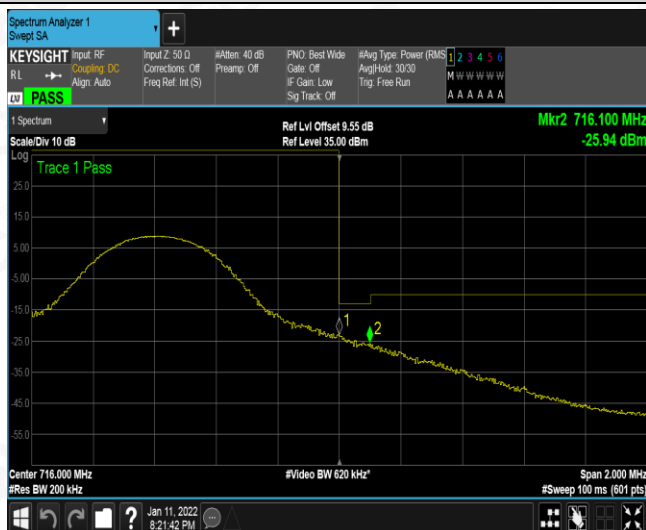 Spectrum Analyzer 1
Swept SA
+
KEYSIGHT
RL
LXI PASS
Input: RF
Coupling: DC
Align: Auto
Input Z: 50 Ω
Corrections: Off
Freq Ref: Int (S)
#Atten: 40 dB
Preamp: Off
PNO: Best Wide
Gate: Off
IF Gain: Low
Sig Track: Off
#Avg Type: Power (RMS
Avg|Hold: 30/30
Trig: Free Run
1 2 3 4 5 6
M W W W W W
A A A A A A
1 Spectrum
Scale/Div 10 dB
Ref Lvl Offset 9.55 dB
Ref Level 35.00 dBm
Mkr2 716.100 MHz
-25.94 dBm
Log
Trace 1 Pass
25.0
15.0
5.00
-5.00
-15.0
1
2
-25.0
-35.0
-45.0
-55.0
Center 716.000 MHz
#Video BW 620 kHz*
Span 2.000 MHz
#Res BW 200 kHz
#Sweep 100 ms (601 pts)
?
Jan 11, 2022
8:21:42 PM